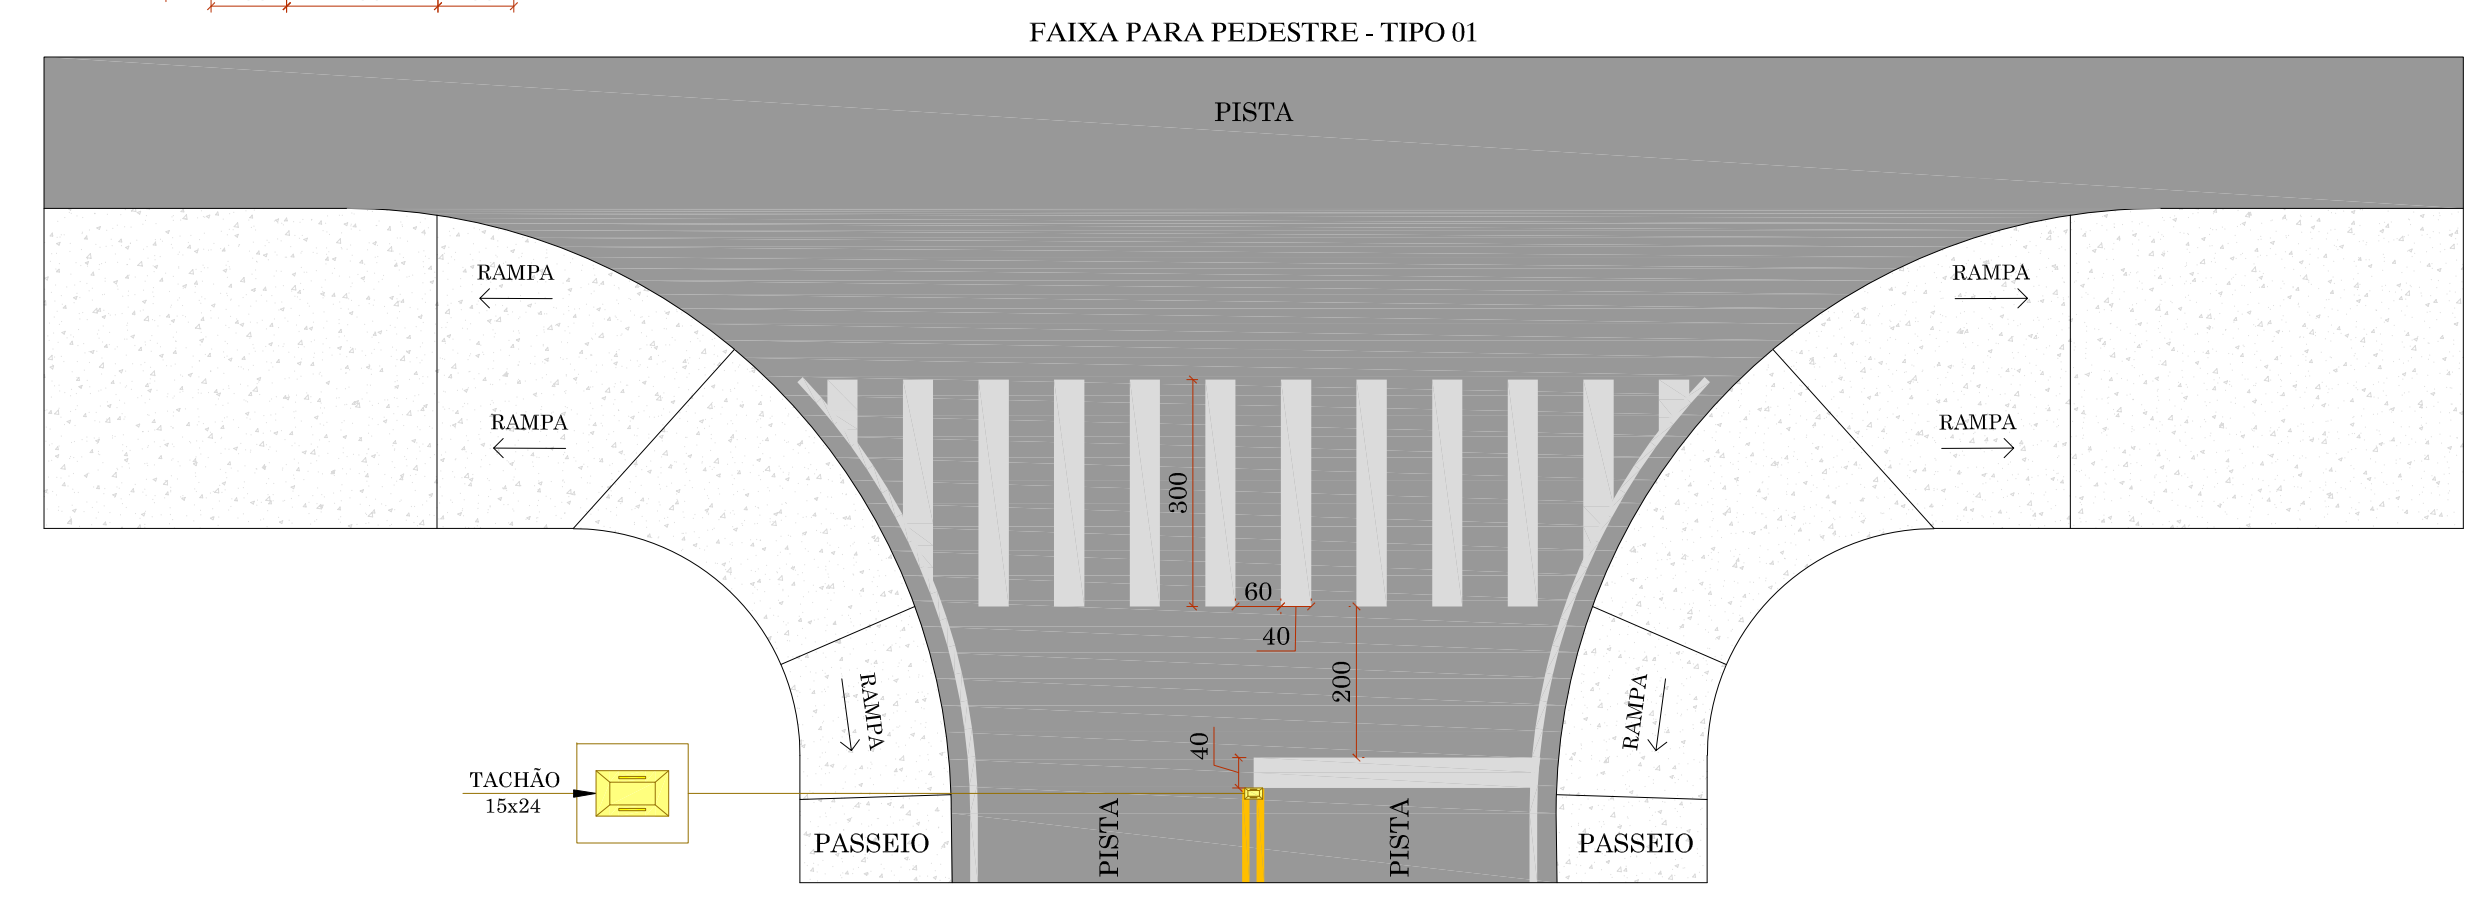 FAIXA PARA PEDESTRE - TIPO 01
PISTA
RAMPA
RAMPA
RAMPA
RAMPA
300
60
40
200
RAMPA
RAMPA
40
TACHÃO
15x24
PASSEIO
PISTA
PISTA
PASSEIO